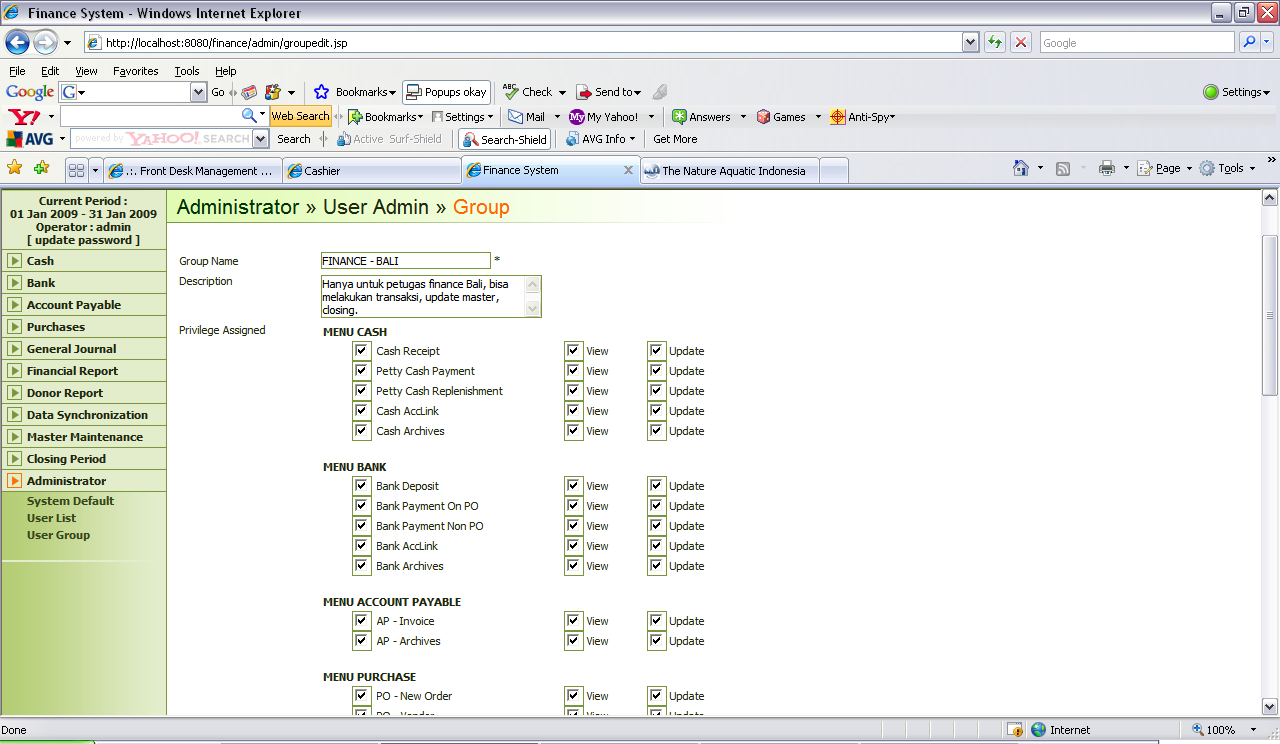 Finance System - Windows Internet Explorer
http://localhost:8080/finance/admin/groupedit.jsp
Google
File Edit View Favorites Tools Help
Google G Go Bookmarks Popups okay ABC Check Send to Settings
Y! Web Search Bookmarks Settings Mail My My Yahoo! Answers Games Anti-Spy
AVG powered by YAHOO! SEARCH Search Active Surf-Shield Search-Shield AVG Info Get More
.:. Front Desk Management ... Cashier Finance System The Nature Aquatic Indonesia Page Tools
Current Period :
01 Jan 2009 - 31 Jan 2009
Operator : admin
[ update password ]
Cash
Bank
Account Payable
Purchases
General Journal
Financial Report
Donor Report
Data Synchronization
Master Maintenance
Closing Period
Administrator
System Default
User List
User Group
Administrator » User Admin » Group
Group Name FINANCE - BALI *
Description Hanya untuk petugas finance Bali, bisa
melakukan transaksi, update master,
closing.
Privilege Assigned MENU CASH
Cash Receipt View Update
Petty Cash Payment View Update
Petty Cash Replenishment View Update
Cash AccLink View Update
Cash Archives View Update
MENU BANK
Bank Deposit View Update
Bank Payment On PO View Update
Bank Payment Non PO View Update
Bank AccLink View Update
Bank Archives View Update
MENU ACCOUNT PAYABLE
AP - Invoice View Update
AP - Archives View Update
MENU PURCHASE
PO - New Order View Update
PO - Vendor View Update
Done Internet 100%